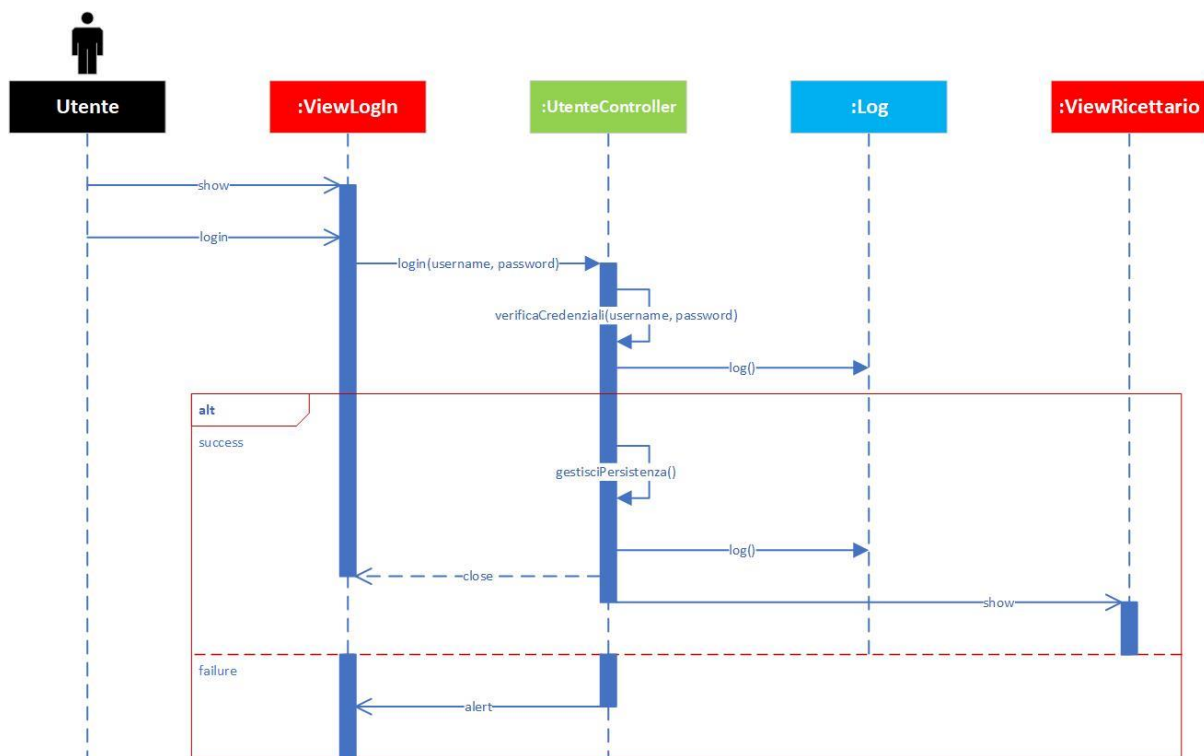 Utente
:ViewLogIn
:UtenteController
:Log
:ViewRicettario
show
login
login(username, password)
verificaCredenziali(username, password)
log()
alt
success
gestisciPersistenza()
log()
close
show
failure
alert